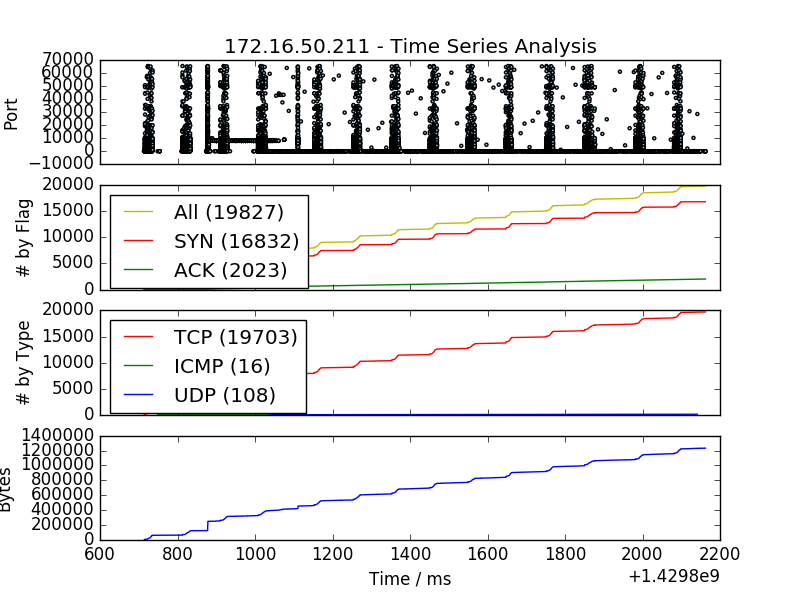 172.16.50.211 - Time Series Analysis
70000
60000
50000
40000
30000
20000
10000
0
−10000
Port
20000
15000
10000
5000
0
# by Flag
All (19827)
SYN (16832)
ACK (2023)
20000
15000
10000
5000
0
# by Type
TCP (19703)
ICMP (16)
UDP (108)
1400000
1200000
1000000
800000
600000
400000
200000
0
Bytes
600 800 1000 1200 1400 1600 1800 2000 2200
Time / ms
+1.4298e9